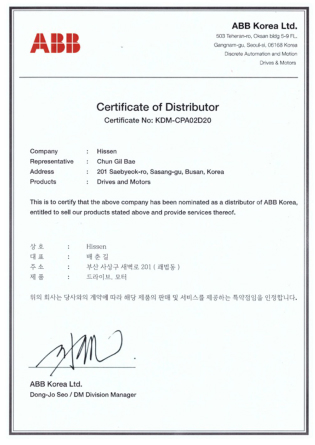 ABB
ABB Korea Ltd.
503 Teheran-ro, Oksan bldg 5-9 FL,
Gangnam-gu, Seoul-si, 06168 Korea
Discrete Automation and Motion
Drives & Motors
Certificate of Distributor
Certificate No: KDM-CPA02D20
Company : Hissen
Representative : Chun Gil Bae
Address : 201 Saebyeok-ro, Sasang-gu, Busan, Korea
Products : Drives and Motors
This is to certify that the above company has been nominated as a distributor of ABB Korea,
entitled to sell our products stated above and provide services thereof.
상 호 : Hissen
대 표 : 배 춘 길
주 소 : 부산 사상구 새벽로 201 ( 괘법동 )
제 품 : 드라이브, 모터
위의 회사는 당사와의 계약에 따라 해당 제품의 판매 및 서비스를 제공하는 특약점임을 인정합니다.
ABB Korea Ltd.
Dong-Jo Seo / DM Division Manager